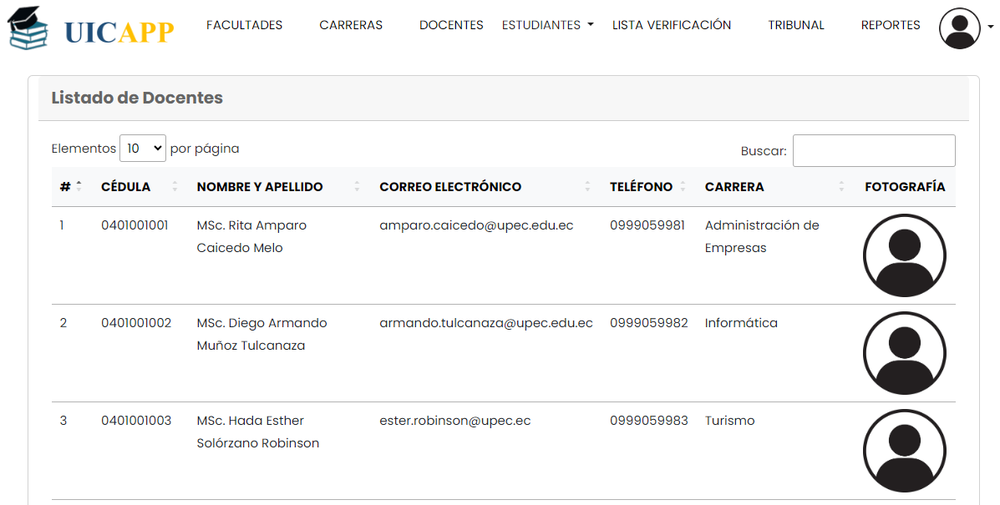 UICAPP
FACULTADES CARRERAS DOCENTES ESTUDIANTES LISTA VERIFICACIÓN TRIBUNAL REPORTES
Listado de Docentes
Elementos 10 por página
Buscar:
# CÉDULA NOMBRE Y APELLIDO CORREO ELECTRÓNICO TELÉFONO CARRERA FOTOGRAFÍA
1 0401001001 MSc. Rita Amparo amparo.caicedo@upec.edu.ec 0999059981 Administración de
Caicedo Melo Empresas
2 0401001002 MSc. Diego Armando armando.tulcanaza@upec.edu.ec 0999059982 Informática
Muñoz Tulcanaza
3 0401001003 MSc. Hada Esther ester.robinson@upec.ec 0999059983 Turismo
Solórzano Robinson